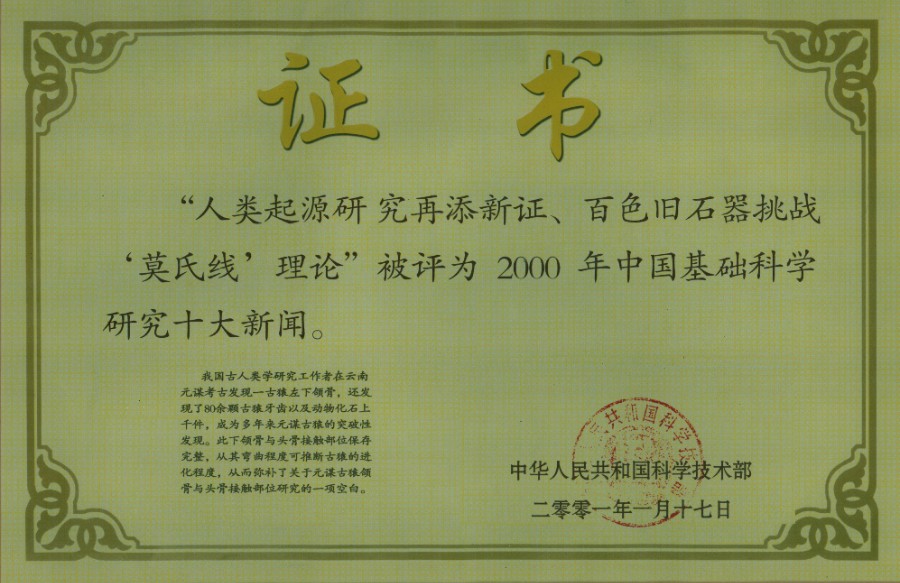 证 书
“人类起源研究再添新证、百色旧石器挑战
‘莫氏线’理论”被评为 2000 年中国基础科学
研究十大新闻。
我国古人类学研究工作者在云南
元谋考古发现一古猿左下颌骨，还发
现了80余颗古猿牙齿以及动物化石上
千件，成为多年来元谋古猿的突破性
发现。此下颌骨与头骨接触部位保存
完整，从其弯曲程度可推断古猿的进
化程度，从而弥补了关于元谋古猿颌
骨与头骨接触部位研究的一项空白。
中华人民共和国科学技术部
二零零一年一月十七日